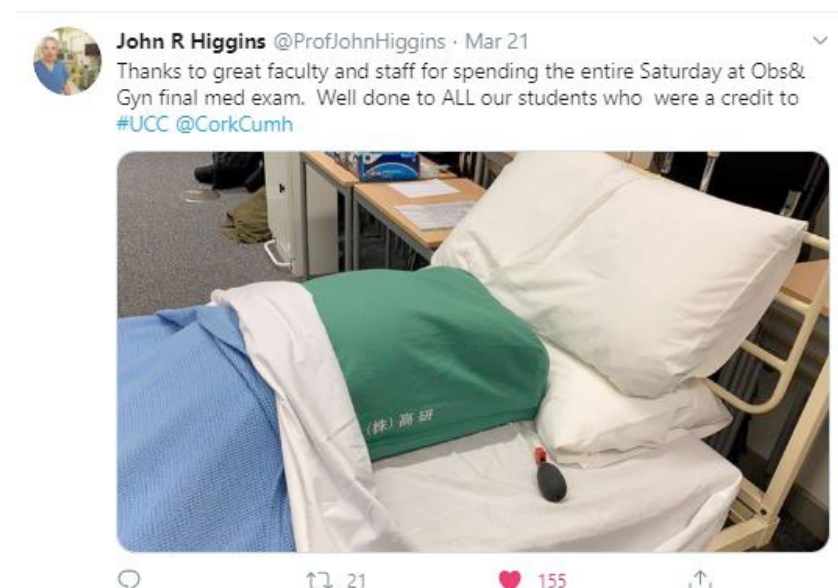 John R Higgins @ProfJohnHiggins · Mar 21
Thanks to great faculty and staff for spending the entire Saturday at Obs&
Gyn final med exam.  Well done to ALL our students who  were a credit to
#UCC @CorkCumh
(株) 高研
21
155